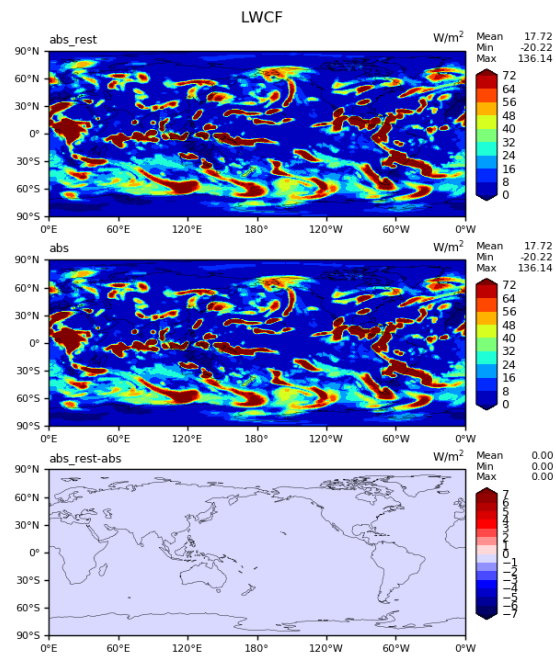 LWCF
abs_rest
W/m²
Mean 17.72
Min -20.22
Max 136.14
90°N
60°N
30°N
0°
30°S
60°S
90°S
0°E 60°E 120°E 180° 120°W 60°W 0°W
72
64
56
48
40
32
24
16
8
0
abs
W/m²
Mean 17.72
Min -20.22
Max 136.14
90°N
60°N
30°N
0°
30°S
60°S
90°S
0°E 60°E 120°E 180° 120°W 60°W 0°W
72
64
56
48
40
32
24
16
8
0
abs_rest-abs
W/m²
Mean 0.00
Min 0.00
Max 0.00
90°N
60°N
30°N
0°
30°S
60°S
90°S
0°E 60°E 120°E 180° 120°W 60°W 0°W
7
6
5
4
3
2
1
0
−1
−2
−3
−4
−5
−6
−7